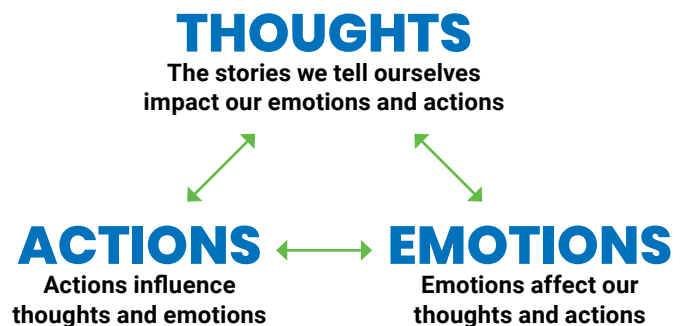 THOUGHTS
The stories we tell ourselves
impact our emotions and actions
ACTIONS
Actions influence
thoughts and emotions
EMOTIONS
Emotions affect our
thoughts and actions